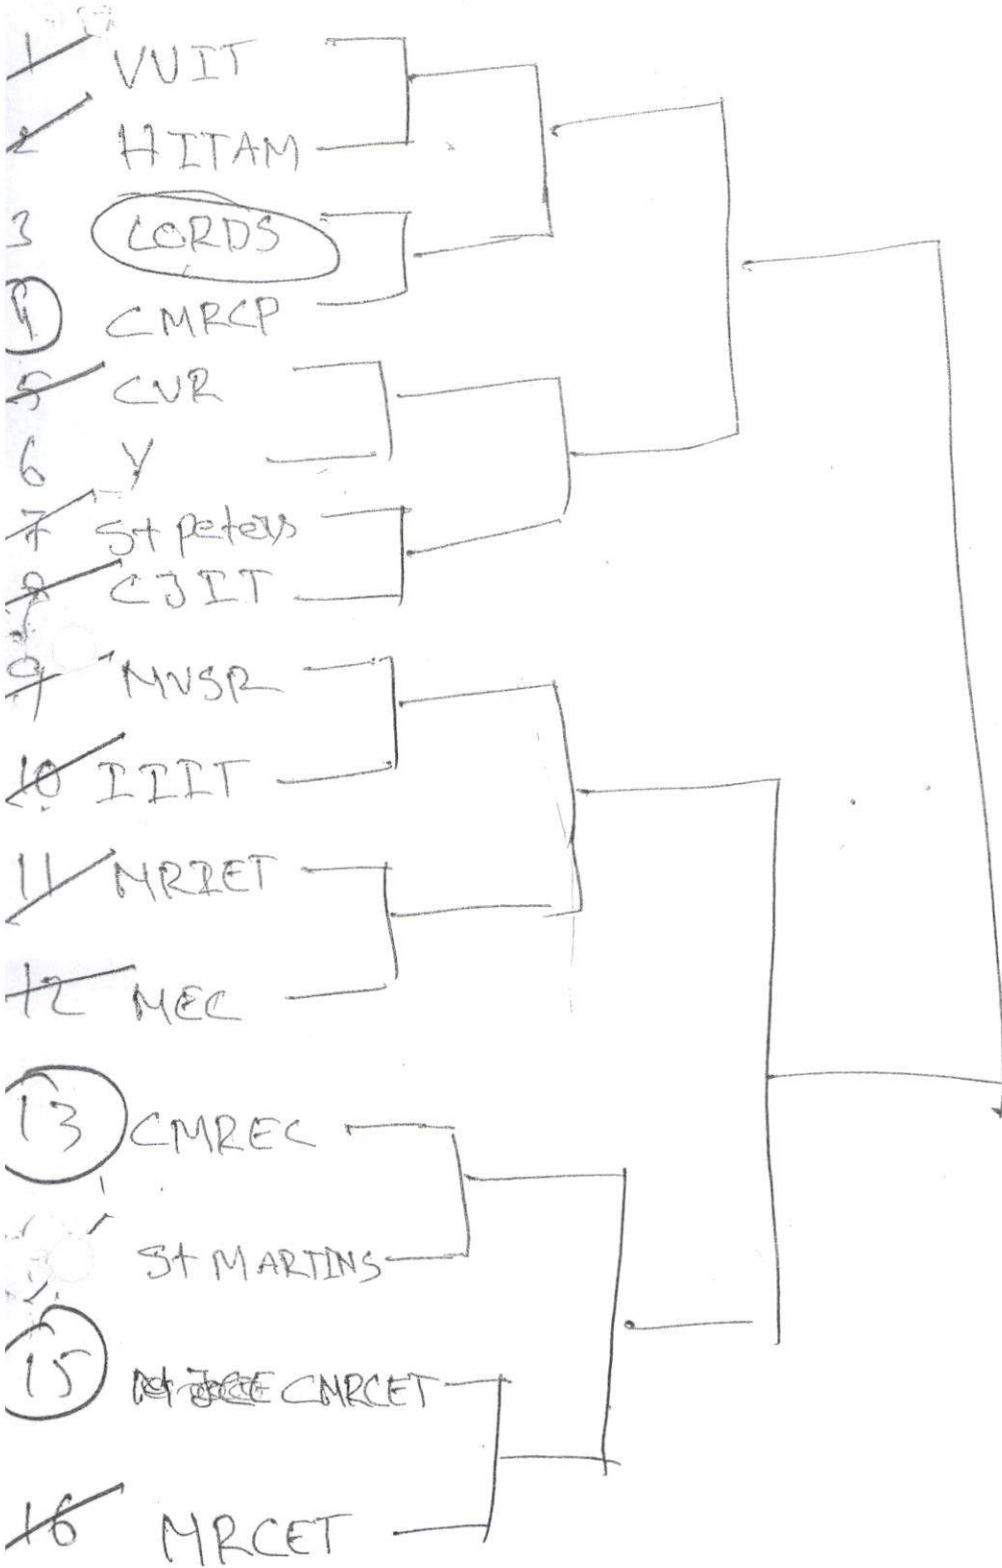 1 VUIT
2 HITAM
3 LORDS
4 CMRCP
5 CVR
6 Y
7 St peters
8 CJIT
9 MVSR
10 IIIT
11 MRIET
12 MEC
13 CMREC
St MARTINS
15 CMRCET
16 MRCET